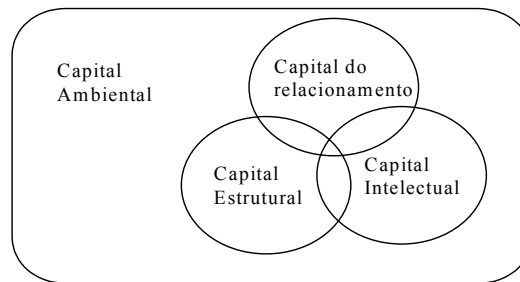 Capital
Ambiental
Capital do
relacionamento
Capital
Estrutural
Capital
Intelectual